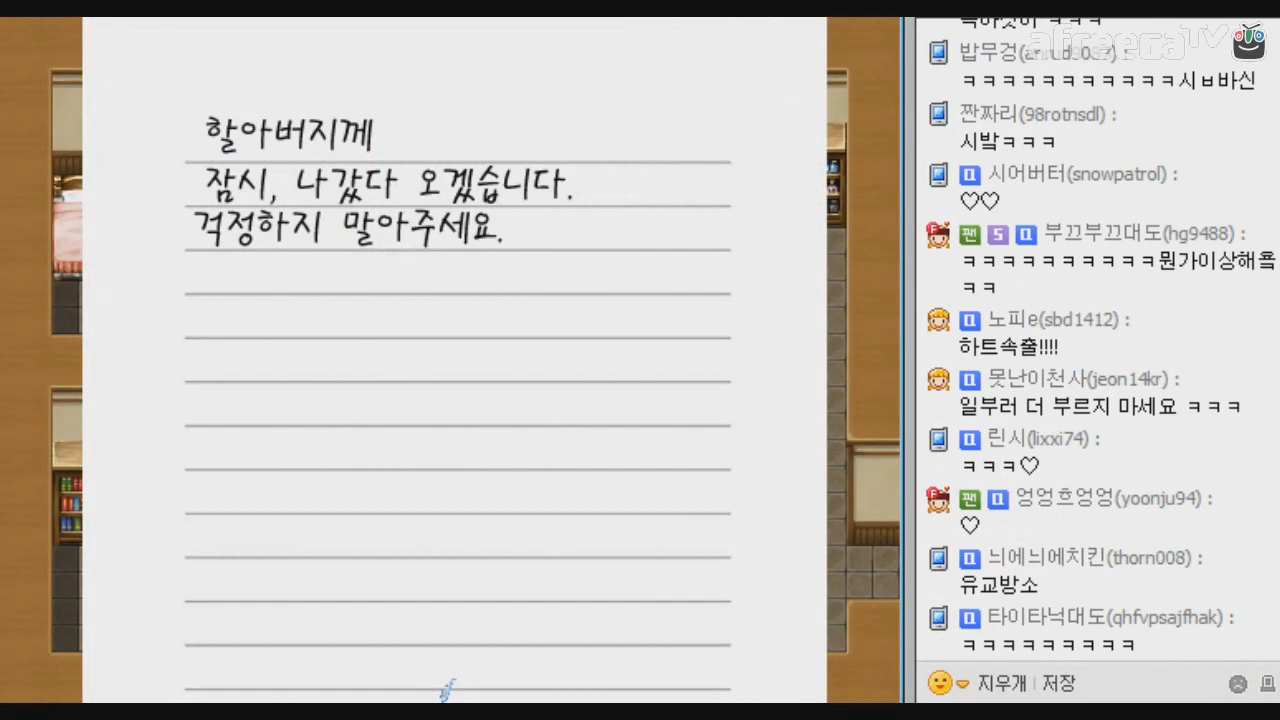 할아버지께
잠시, 나갔다 오겠습니다.
걱정하지 말아주세요.
afreecaTV
밥무겅
ㅋㅋㅋㅋㅋㅋㅋㅋㅋㅋㅋ시ㅂ바신
짠짜리(98rotnsdl) :
시밬ㅋㅋㅋ
시어버터(snowpatrol) :
♡♡
팬 S 부끄부끄대도(hg9488) :
ㅋㅋㅋㅋㅋㅋㅋㅋㅋㅋ뭔가이상해욬
ㅋㅋ
노피e(sbd1412) :
하트속출!!!!
못난이천사(jeon14kr) :
일부러 더 부르지 마세요 ㅋㅋㅋ
린시(lixxi74) :
ㅋㅋㅋ♡
팬 엉엉흐엉엉(yoonju94) :
♡
늬에늬에치킨(thorn008) :
유교방소
타이타닉대도(qhfvpsajfhak) :
ㅋㅋㅋㅋㅋㅋㅋㅋㅋ
지우개 | 저장